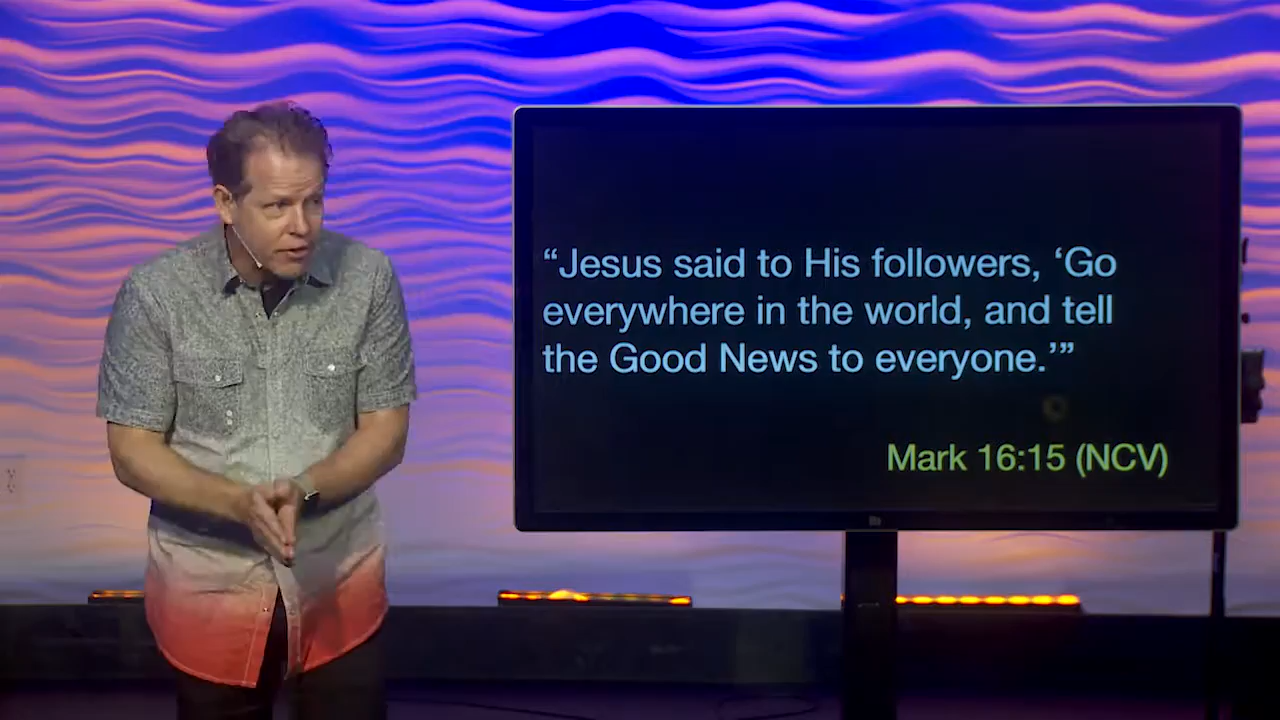 “Jesus said to His followers, ‘Go
everywhere in the world, and tell
the Good News to everyone.’”
Mark 16:15 (NCV)